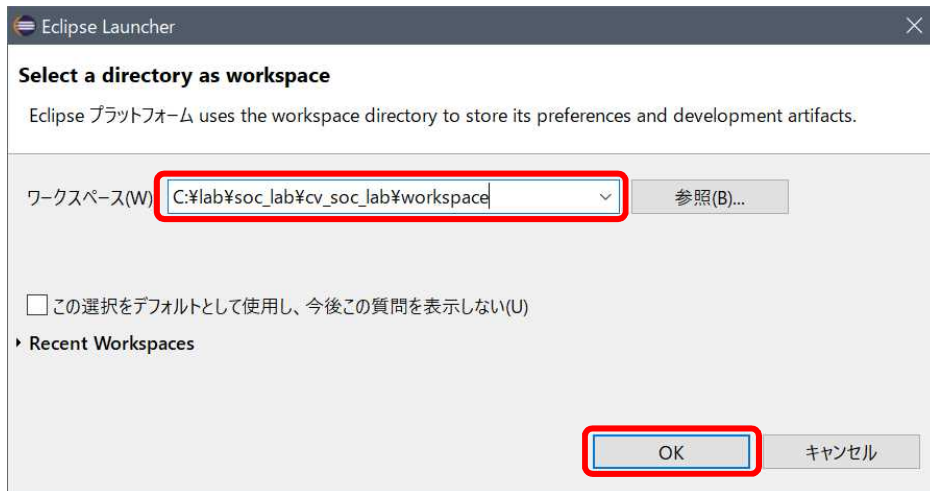 Eclipse Launcher
Select a directory as workspace
Eclipse プラットフォーム uses the workspace directory to store its preferences and development artifacts.
ワークスペース(W) C:¥lab¥soc_lab¥cv_soc_lab¥workspace 参照(B)...
この選択をデフォルトとして使用し、今後この質問を表示しない(U)
Recent Workspaces
OK キャンセル